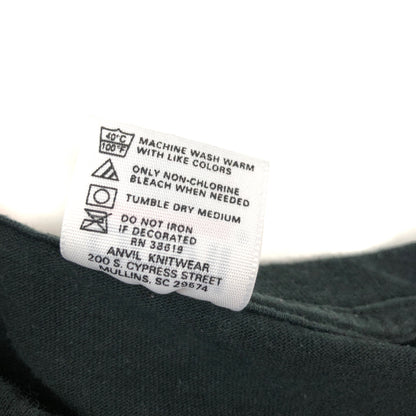 40°C
100°F
MACHINE WASH WARM
WITH LIKE COLORS
ONLY NON-CHLORINE
BLEACH WHEN NEEDED
TUMBLE DRY MEDIUM
DO NOT IRON
IF DECORATED
RN 38619
ANVIL KNITWEAR
200 S. CYPRESS STREET
MULLINS, SC 29574